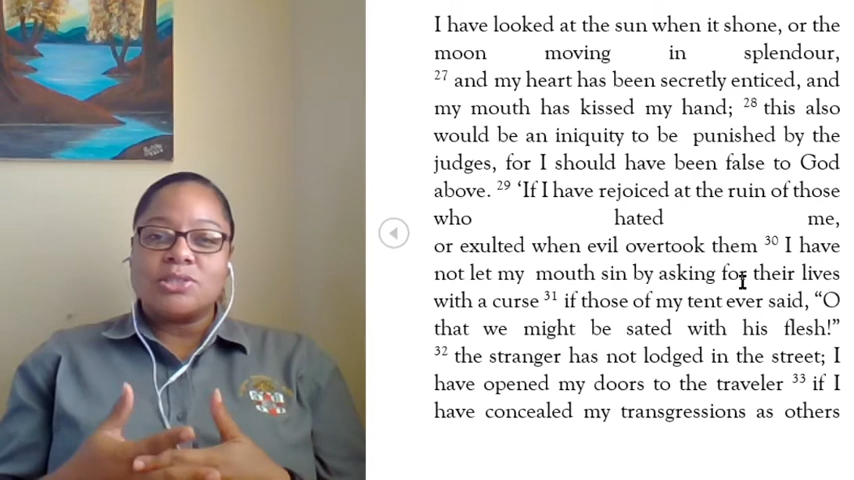 I have looked at the sun when it shone, or the
moon moving in splendour,
27 and my heart has been secretly enticed, and
my mouth has kissed my hand; 28 this also
would be an iniquity to be punished by the
judges, for I should have been false to God
above. 29 ‘If I have rejoiced at the ruin of those
who hated me,
or exulted when evil overtook them 30 I have
not let my mouth sin by asking for their lives
with a curse 31 if those of my tent ever said, “O
that we might be sated with his flesh!”
32 the stranger has not lodged in the street; I
have opened my doors to the traveler 33 if I
have concealed my transgressions as others